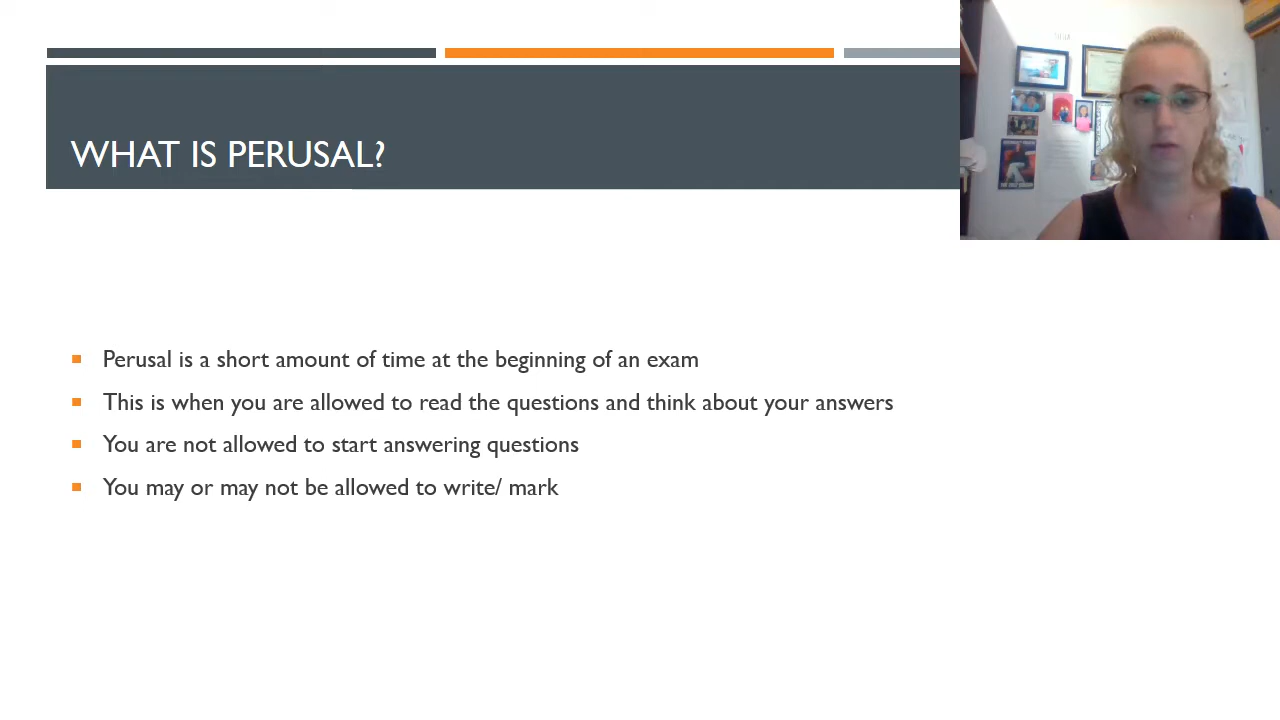 WHAT IS PERUSAL?
Perusal is a short amount of time at the beginning of an exam
This is when you are allowed to read the questions and think about your answers
You are not allowed to start answering questions
You may or may not be allowed to write/ mark